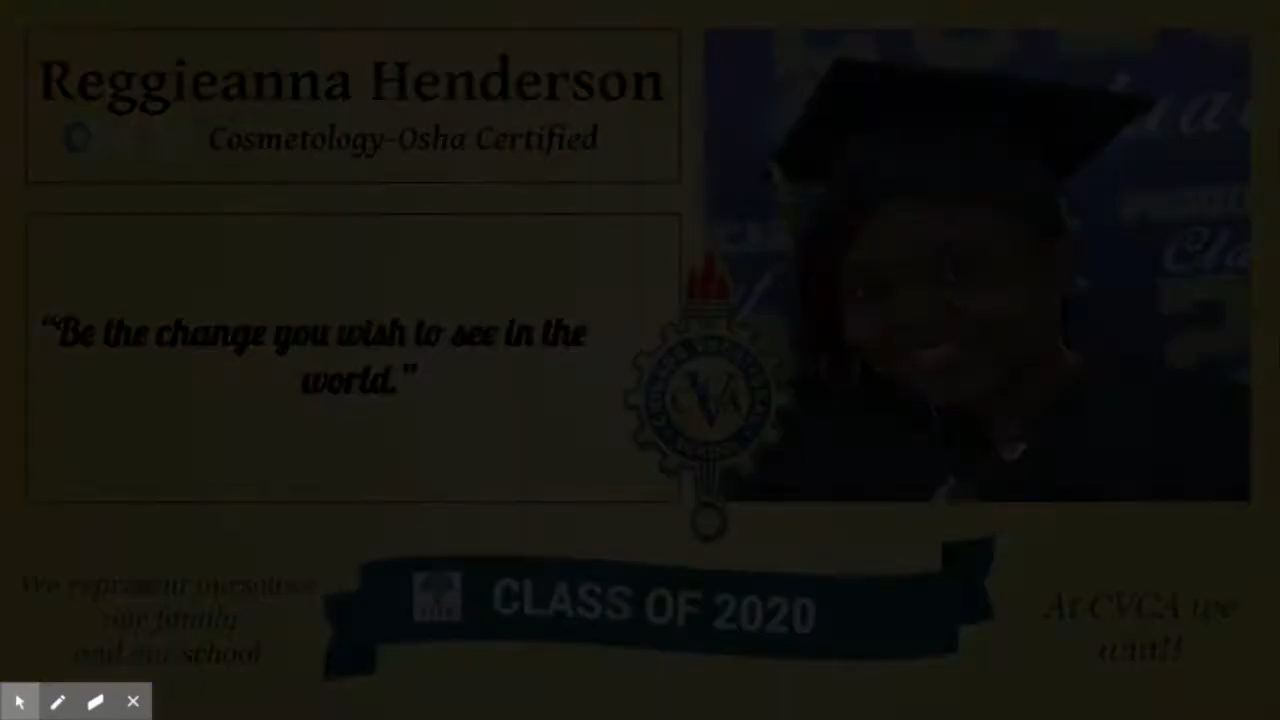 Reggieanna Henderson
Cosmetology-Osha Certified
“Be the change you wish to see in the
world.”
CVCA
CLASS OF 2020
We represent ourselves
our family
and our school
At CVCA we